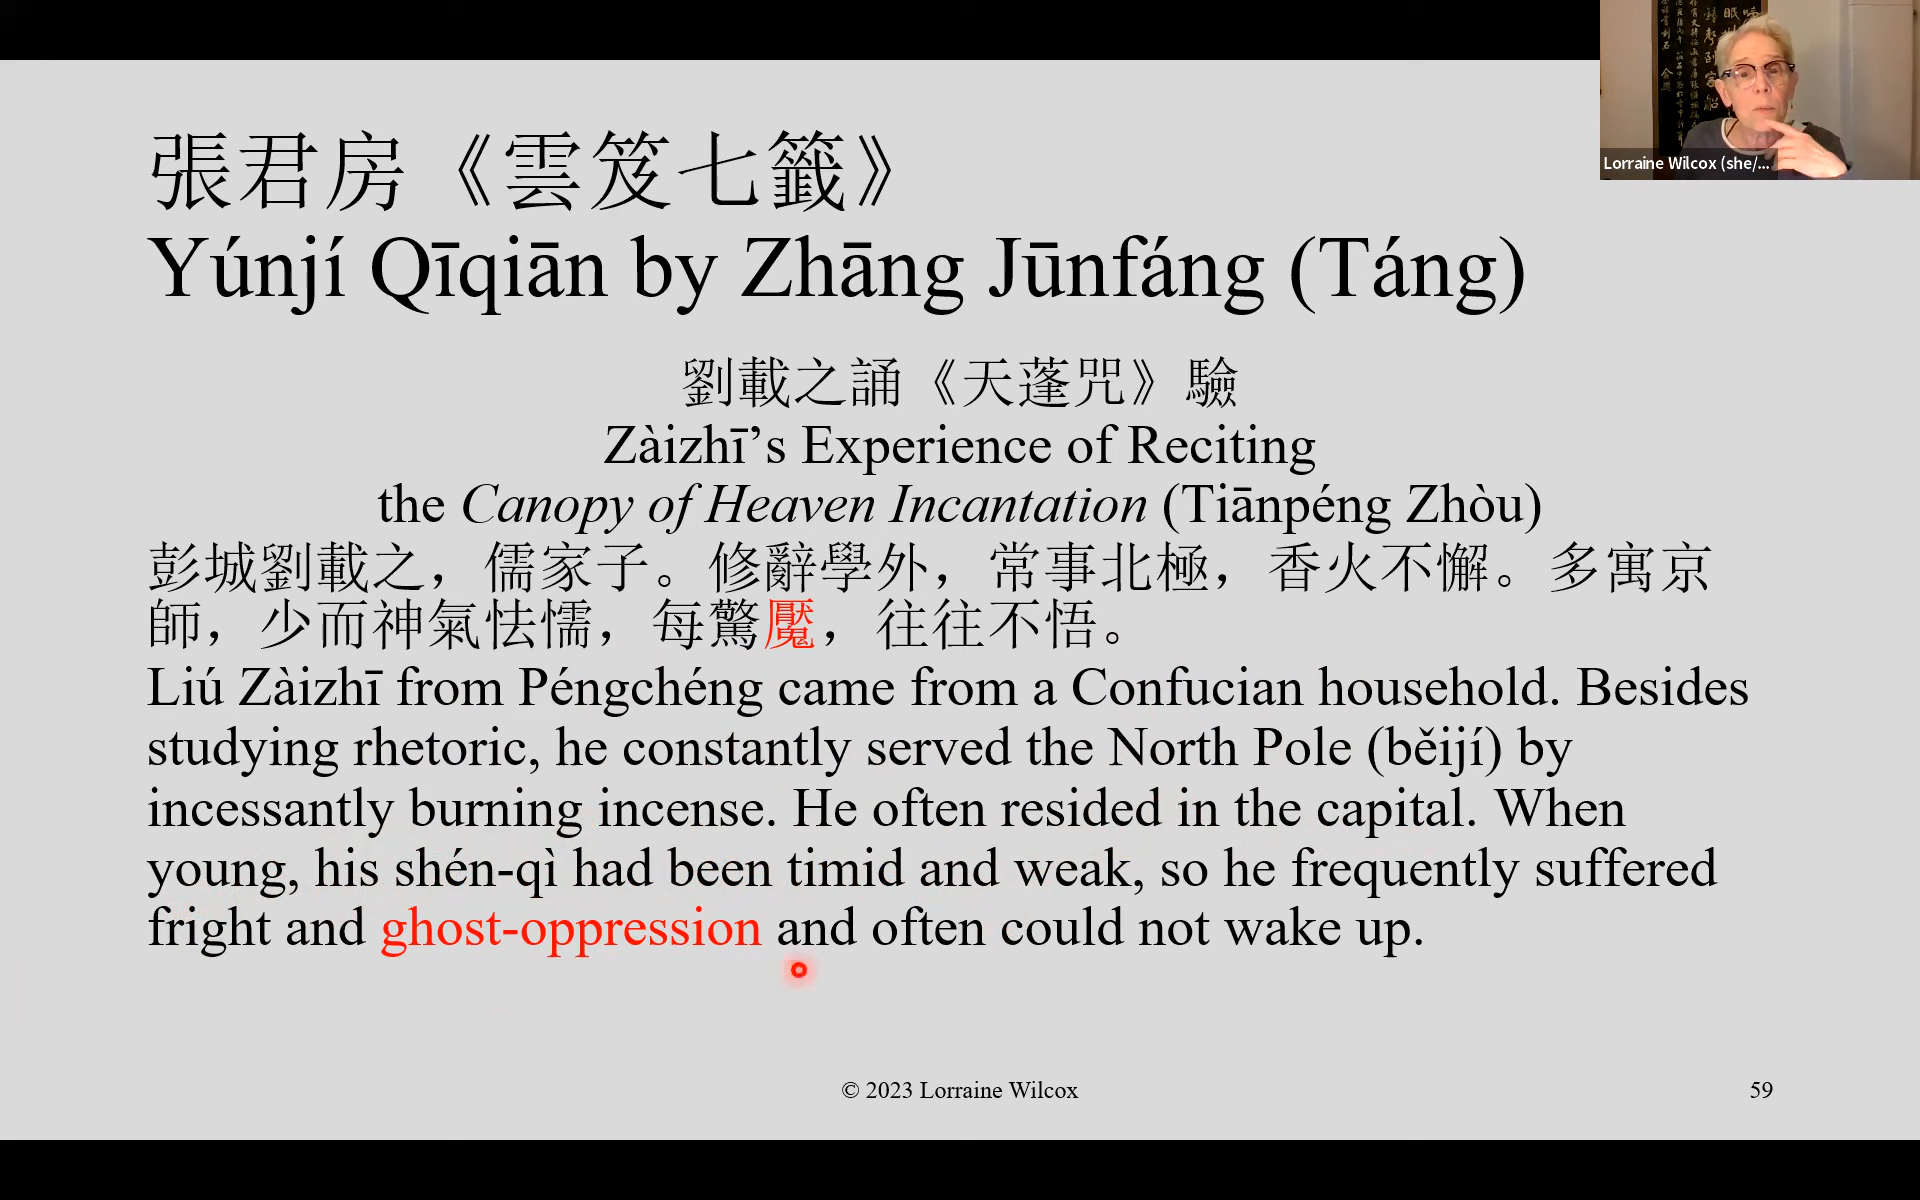 張君房《雲笈七籤》
Yúnjí Qīqiān by Zhāng Jūnfáng (Táng)
劉載之誦《天蓬咒》驗
Zàizhī’s Experience of Reciting
the Canopy of Heaven Incantation (Tiānpéng Zhòu)
彭城劉載之，儒家子。修辭學外，常事北極，香火不懈。多寓京
師，少而神氣怯懦，每驚魘，往往不悟。
Liú Zàizhī from Péngchéng came from a Confucian household. Besides
studying rhetoric, he constantly served the North Pole (běijí) by
incessantly burning incense. He often resided in the capital. When
young, his shén-qì had been timid and weak, so he frequently suffered
fright and ghost-oppression and often could not wake up.
© 2023 Lorraine Wilcox
59
Lorraine Wilcox (she/...